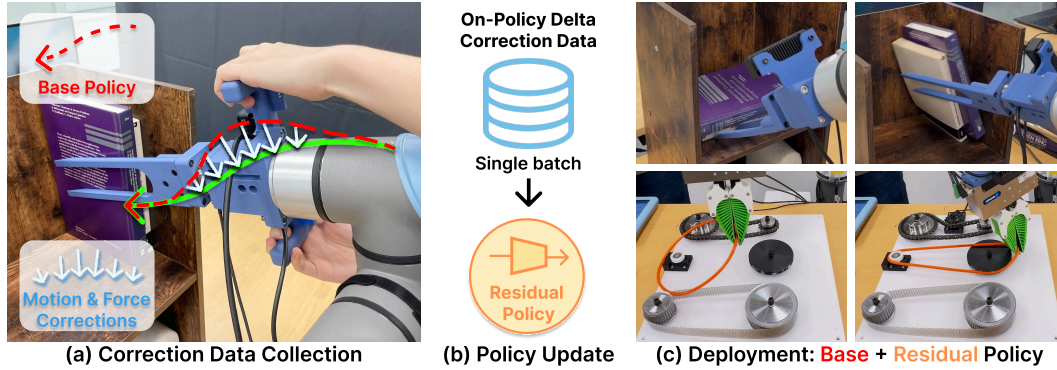 Base Policy
Motion & Force
Corrections
(a) Correction Data Collection
On-Policy Delta
Correction Data
Single batch
Residual
Policy
(b) Policy Update
(c) Deployment: Base + Residual Policy